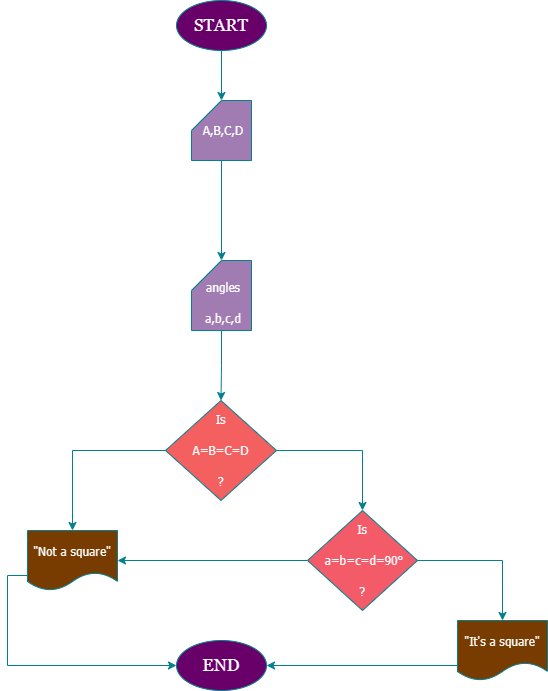 START
A,B,C,D
angles
a,b,c,d
Is
A=B=C=D
?
Is
a=b=c=d=90°
?
"Not a square"
"It's a square"
END